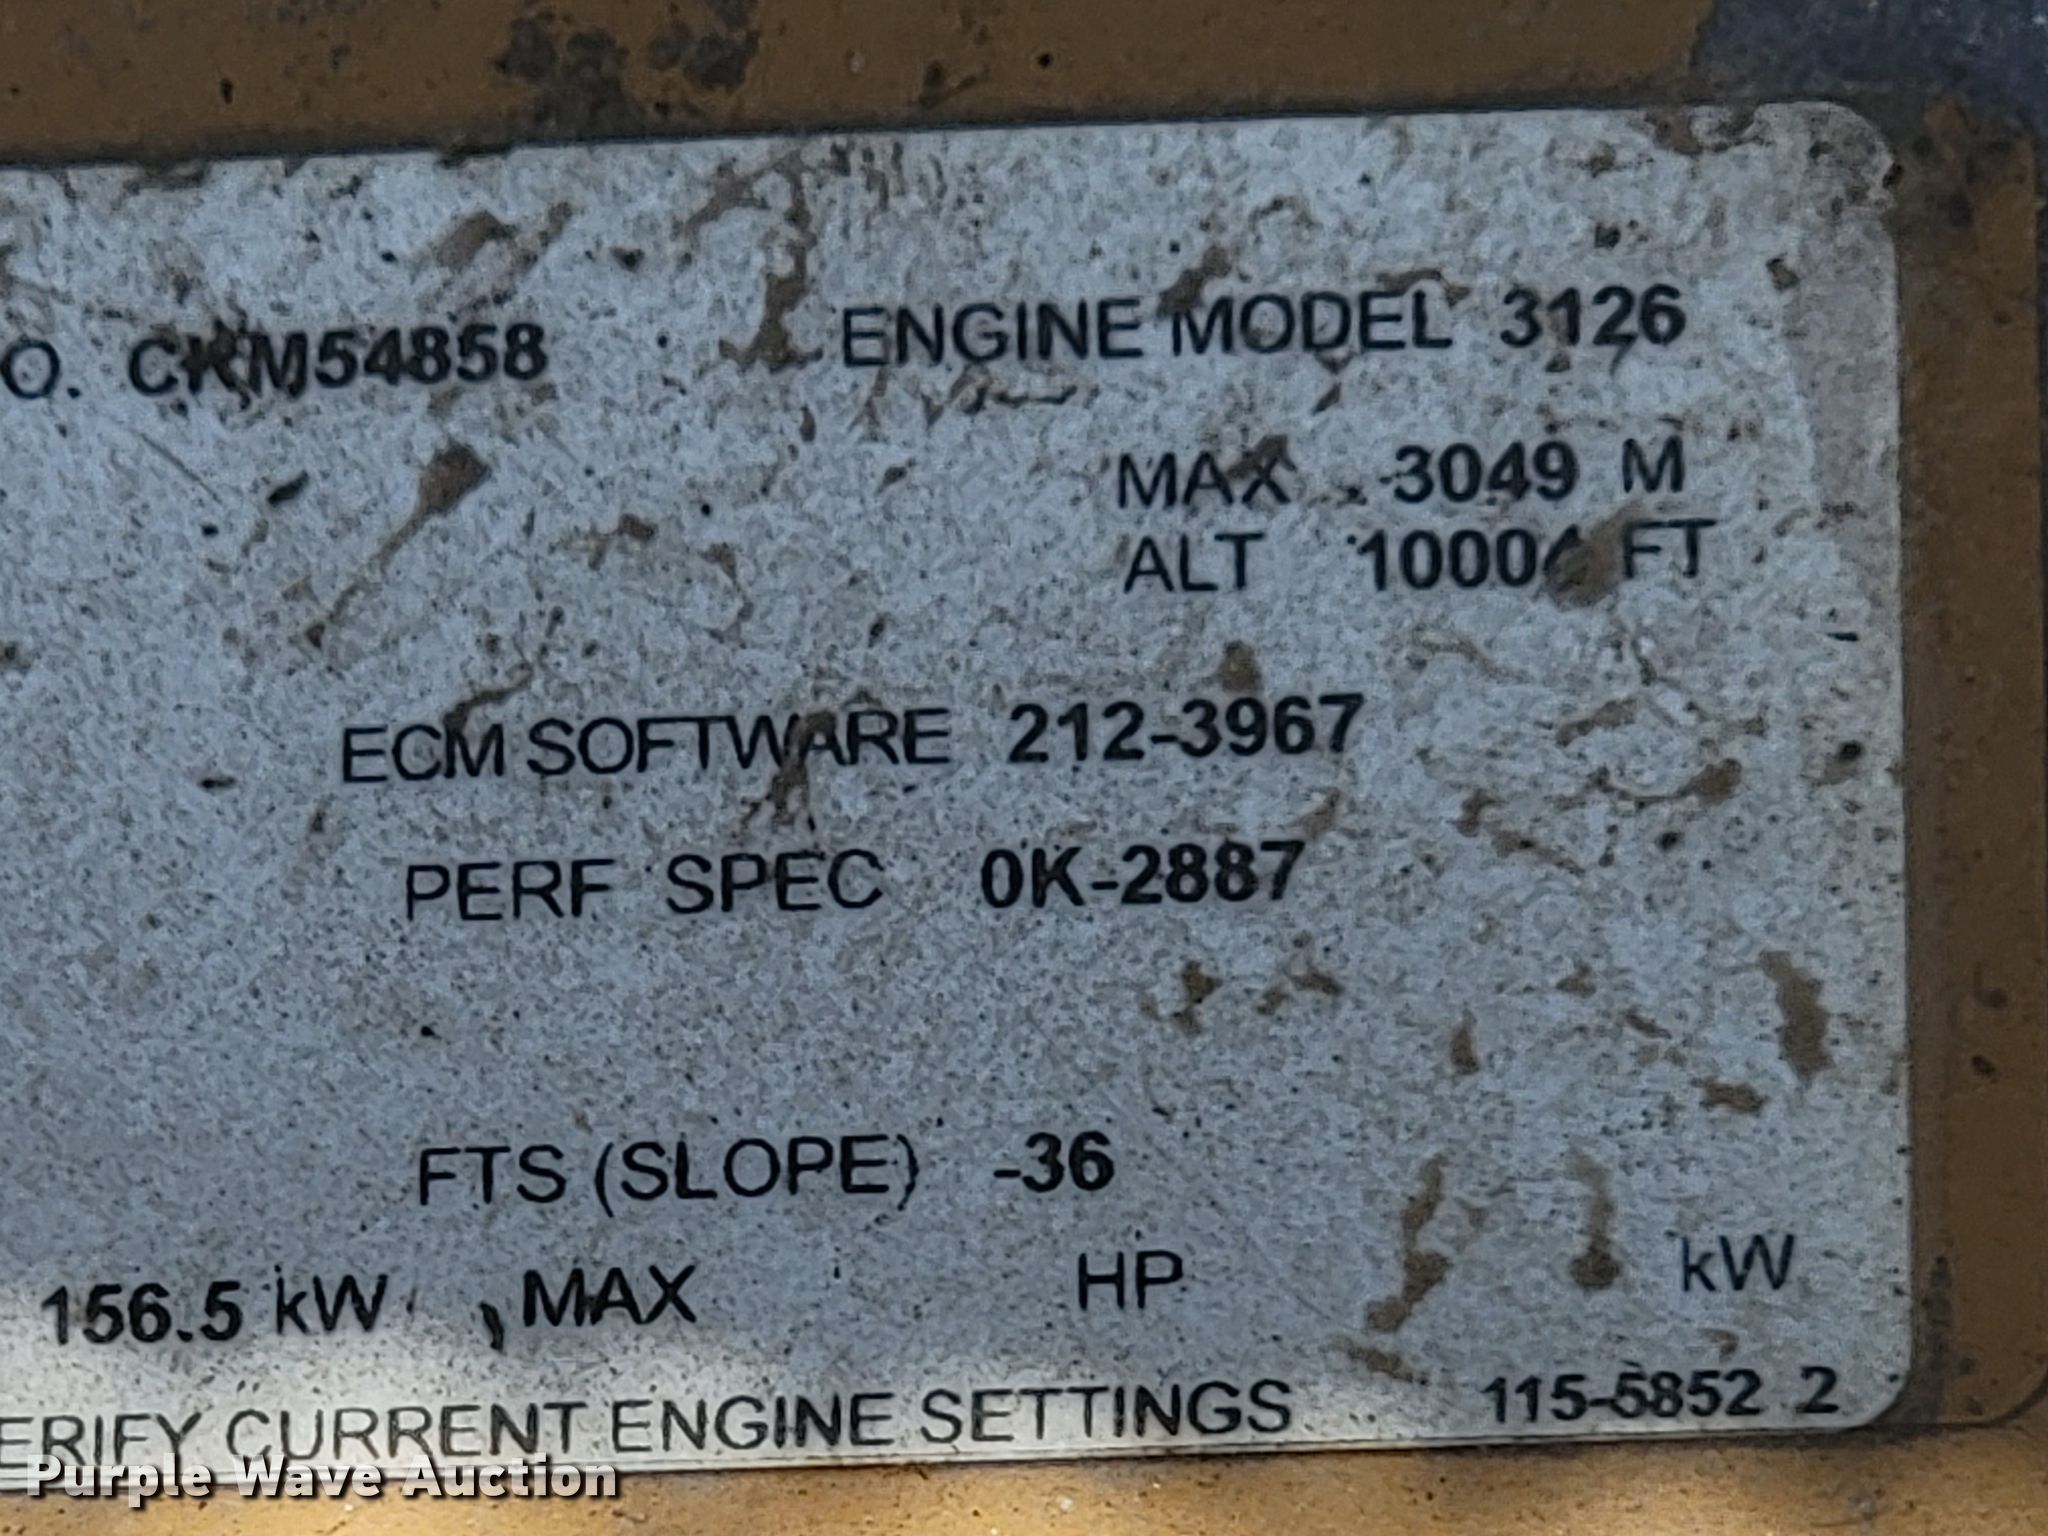 O. CKM54858 ENGINE MODEL 3126
MAX 3049 M
ALT FT
ECM SOFTWARE 212-3967
PERF SPEC 0K-2887
FTS (SLOPE) -36
156.5 kW , MAX HP kW
ERIFY CURRENT ENGINE SETTINGS 115-5852 2
Purple Wave Auction